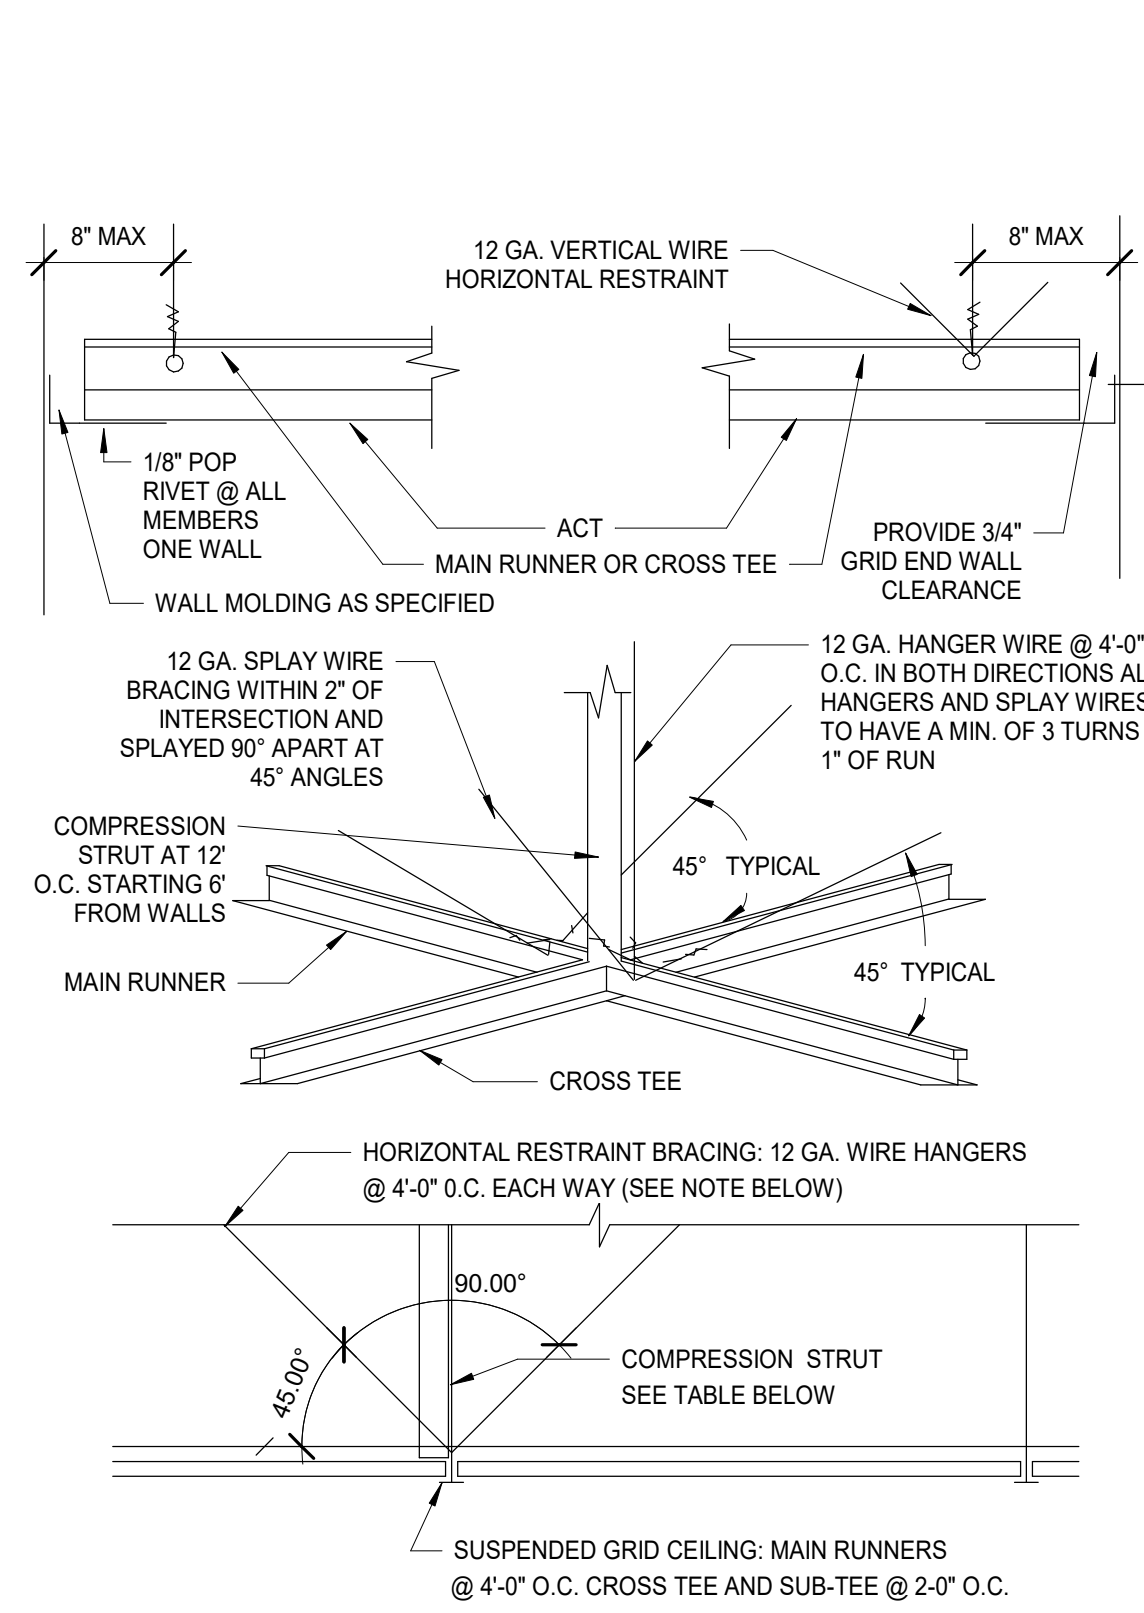 8" MAX
12 GA. VERTICAL WIRE
HORIZONTAL RESTRAINT
8" MAX
1/8" POP
RIVET @ ALL
MEMBERS
ONE WALL
ACT
MAIN RUNNER OR CROSS TEE
PROVIDE 3/4"
GRID END WALL
CLEARANCE
WALL MOLDING AS SPECIFIED
12 GA. SPLAY WIRE
BRACING WITHIN 2" OF
INTERSECTION AND
SPLAYED 90° APART AT
45° ANGLES
12 GA. HANGER WIRE @ 4'-0"
O.C. IN BOTH DIRECTIONS
HANGERS AND SPLAY WIRES
TO HAVE A MIN. OF 3 TURNS
1" OF RUN
COMPRESSION
STRUT AT 12'
O.C. STARTING 6'
FROM WALLS
45° TYPICAL
MAIN RUNNER
45° TYPICAL
CROSS TEE
HORIZONTAL RESTRAINT BRACING: 12 GA. WIRE HANGERS
@ 4'-0" 0.C. EACH WAY (SEE NOTE BELOW)
90.00°
45.00°
COMPRESSION STRUT
SEE TABLE BELOW
SUSPENDED GRID CEILING: MAIN RUNNERS
@ 4'-0" O.C. CROSS TEE AND SUB-TEE @ 2-0" O.C.